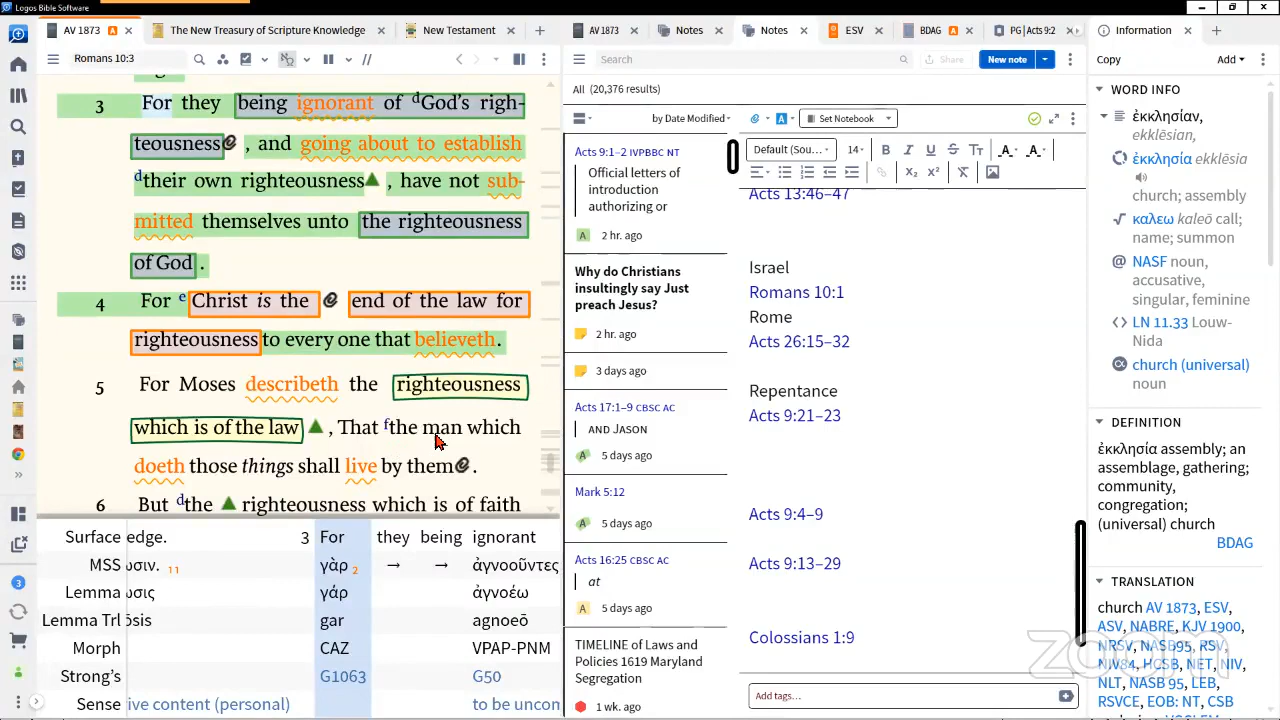 Logos Bible Software
AV 1873 A
The New Treasury of Scripture Knowledge
New Testament
Romans 10:3
3 For they being ignorant of dGod's righ-
teousness , and going about to establish
dtheir own righteousness , have not sub-
mitted themselves unto the righteousness
of God .
4 For e Christ is the end of the law for
righteousness to every one that believeth.
5 For Moses describeth the righteousness
which is of the law , That fthe man which
doeth those things shall live by them .
6 But dthe righteousness which is of faith
Surface edge. 3 For they being ignorant
MSS ωσιν. 11 γὰρ 2 → → ἀγνοοῦντες
Lemma ωσις γάρ ἀγνοέω
Lemma Trl ōsis gar agnoeō
Morph CAZ VPAP-PNM
Strong's G1063 G50
Sense ive content (personal) to be uncon
AV 1873
Notes
Notes
ESV
BDAG A
PG | Acts 9:2
Search
Share
New note
All (20,376 results)
by Date Modified
Set Notebook
Default (Sou... 14
Acts 9:1–2 IVPBBC NT
Official letters of
introduction
authorizing or
A 2 hr. ago
Why do Christians
insultingly say Just
preach Jesus?
2 hr. ago
3 days ago
Acts 17:1–9 CBSC AC
AND JASON
5 days ago
Mark 5:12
5 days ago
Acts 16:25 CBSC AC
at
A 5 days ago
TIMELINE of Laws and
Policies 1619 Maryland
Segregation
1 wk. ago
Acts 13:46–47
Israel
Romans 10:1
Rome
Acts 26:15–32
Repentance
Acts 9:21–23
Acts 9:4–9
Acts 9:13–29
Colossians 1:9
Add tags...
Information
Copy
Add
WORD INFO
ἐκκλησίαν,
ekklēsian,
ἐκκλησία ekklēsia
church; assembly
καλεω kaleō call;
name; summon
NASF noun,
accusative,
singular, feminine
LN 11.33 Louw-
Nida
church (universal)
noun
DEFINITION
ἐκκλησία assembly; an
assemblage, gathering;
community,
congregation;
(universal) church
BDAG
TRANSLATION
church AV 1873, ESV,
ASV, NABRE, KJV 1900,
NRSV, NASB95, RSV,
NIV84, HCSB, NET, NIV,
NLT, NASB 95, LEB,
RSVCE, EOB: NT, CSB
zoom